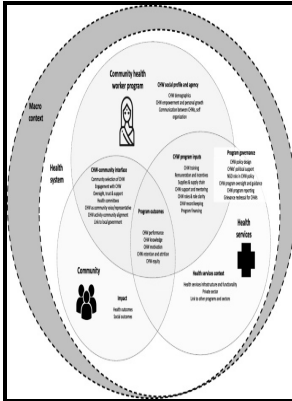 Community health
worker program
CHW social profile and agency
CHW demographics
CHW empowerment and personal growth
Communication between CHWs, self
organisation
Macro
context
Health
system
CHW-community interface
Community selection of CHW
Engagement with CHW
Oversight, trust & support
Health committees
CHW as community voice/representative
CHW activity-community alignment
Link to local government
CHW program inputs
CHW training
Remuneration and incentives
Supplies & supply chain
CHW support and mentoring
CHW roles & role clarity
CHW recordkeeping
Program financing
Program governance
CHW policy design
CHWs' political support
NGO role in CHW policy
CHW program oversight and guidance
CHW program reporting
Grievance redressal for CHWs
Program outcomes
CHW performance
CHW knowledge
CHW motivation
CHW retention and attrition
CHW equity
Health
services
Community
Impact
Health outcomes
Social outcomes
Health services context
Health services infrastructure and functionality
Private sector
Link to other programs and sectors